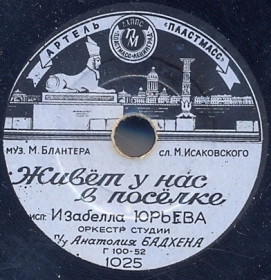 АРТЕЛЬ "ПЛАСТМАСС"
ПМ
МУЗ. М. БЛАНТЕРА СЛ. М. ИСАКОВСКОГО
Живёт у нас
в посёлке
ИСП. ИЗабелла ЮРЬЕВА
ОРКЕСТР СТУДИИ
П/У Анатолия БАДХЕНА
Г 100-52
1025